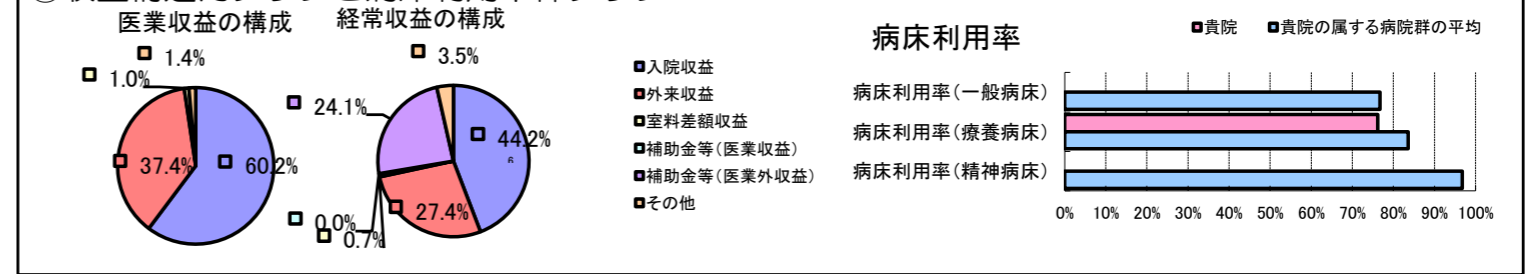 医業収益の構成
経常収益の構成
1.4%
1.0%
37.4%
60.2%
3.5%
24.1%
44.2%
27.4%
0.0%
0.7%
入院収益
外来収益
室料差額収益
補助金等(医業収益)
補助金等(医業外収益)
その他
病床利用率
貴院
貴院の属する病院群の平均
病床利用率(一般病床)
病床利用率(療養病床)
病床利用率(精神病床)
0% 10% 20% 30% 40% 50% 60% 70% 80% 90% 100%